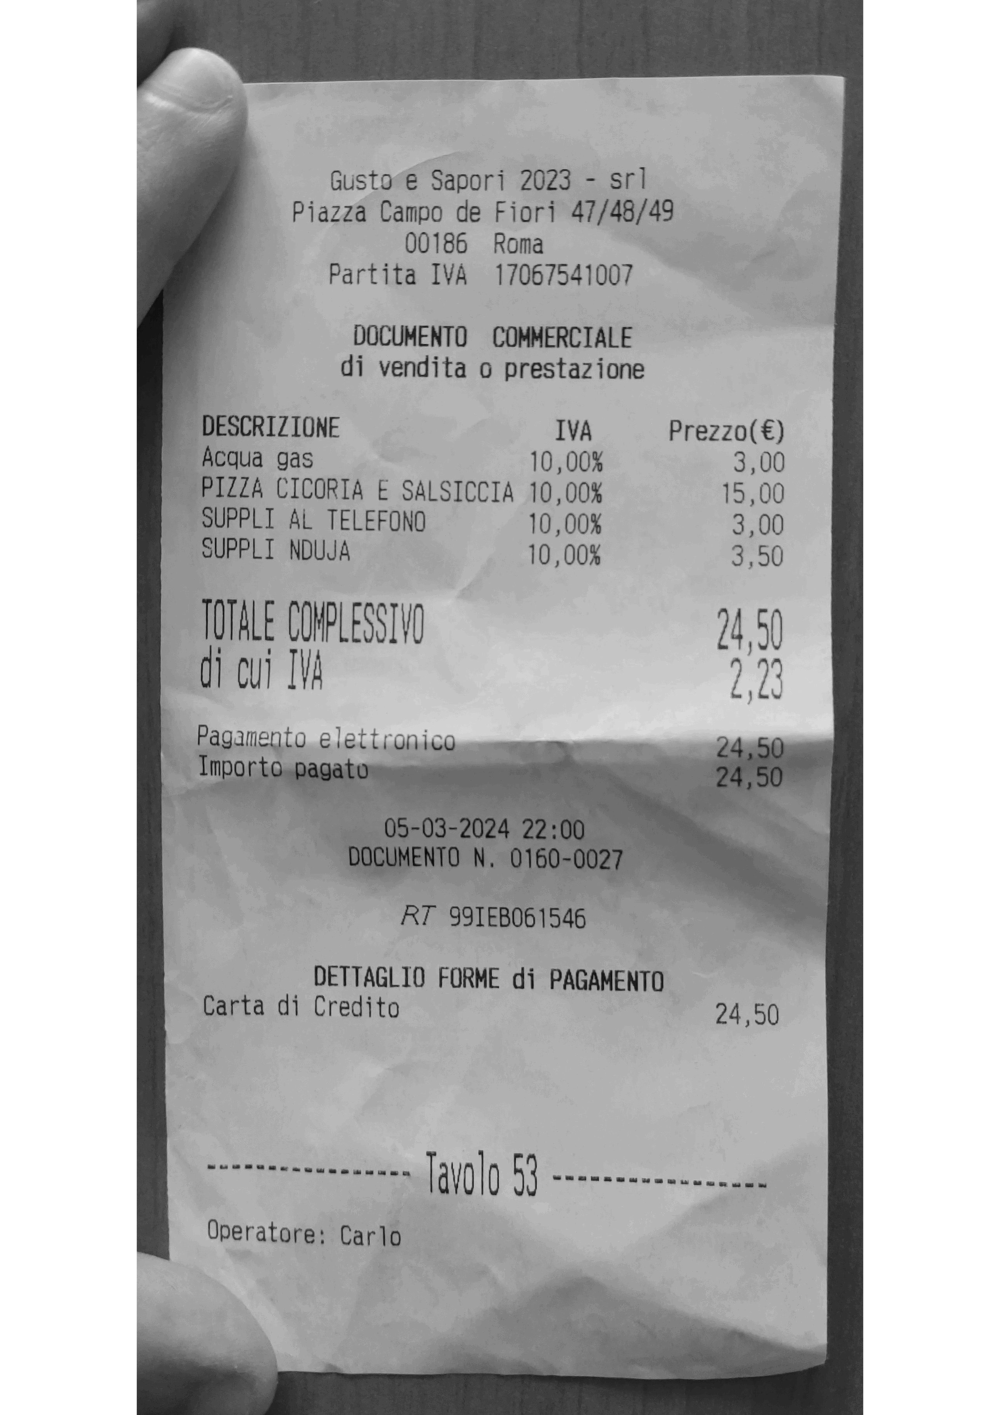 Gusto e Sapori 2023 - srl
Piazza Campo de Fiori 47/48/49
00186 Roma
Partita IVA 17067541007
DOCUMENTO COMMERCIALE
di vendita o prestazione
DESCRIZIONE IVA Prezzo(€)
Acqua gas 10,00% 3,00
PIZZA CICORIA E SALSICCIA 10,00% 15,00
SUPPLI AL TELEFONO 10,00% 3,00
SUPPLI NDUJA 10,00% 3,50
TOTALE COMPLESSIVO 24,50
di cui IVA 2,23
Pagamento elettronico 24,50
Importo pagato 24,50
05-03-2024 22:00
DOCUMENTO N. 0160-0027
RT 99IEB061546
DETTAGLIO FORME di PAGAMENTO
Carta di Credito 24,50
----------------- Tavolo 53 -----------------
Operatore: Carlo